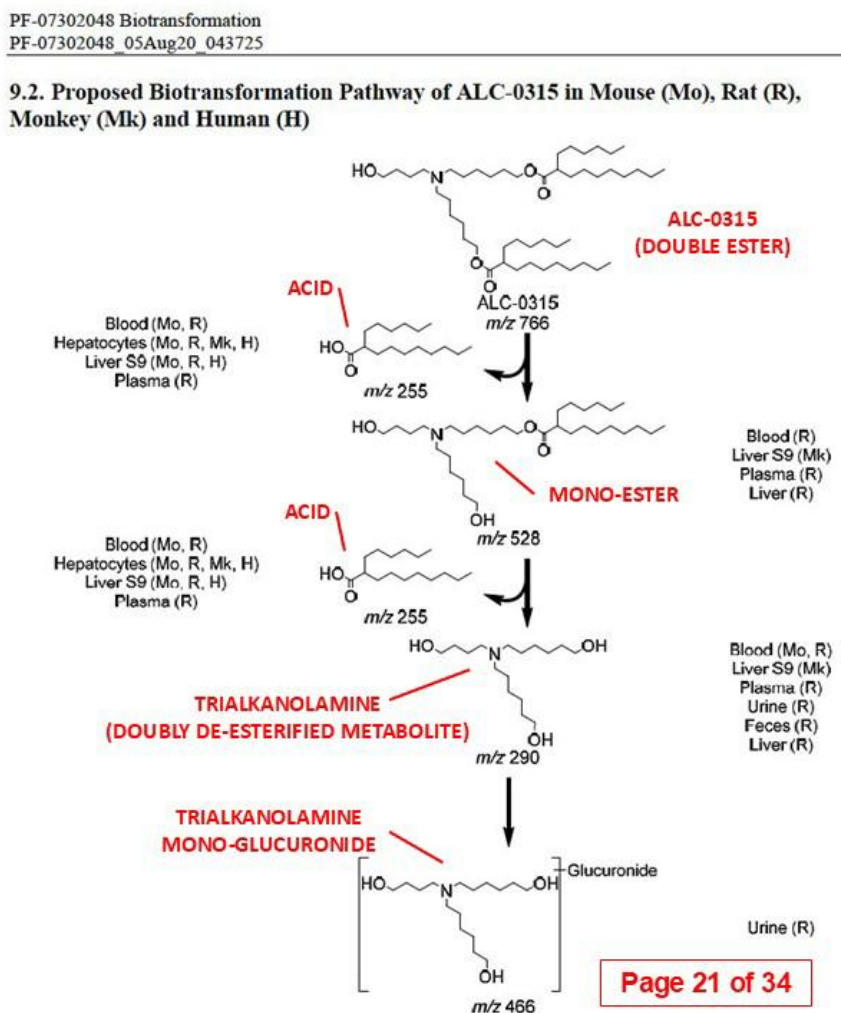 PF-07302048 Biotransformation
PF-07302048_05Aug20_043725
9.2. Proposed Biotransformation Pathway of ALC-0315 in Mouse (Mo), Rat (R),
Monkey (Mk) and Human (H)
HO
N
O
O
O
O
ALC-0315
(DOUBLE ESTER)
ALC-0315
m/z 766
ACID
Blood (Mo, R)
Hepatocytes (Mo, R, Mk, H)
Liver S9 (Mo, R, H)
Plasma (R)
HO
O
m/z 255
HO
N
O
O
OH
m/z 528
MONO-ESTER
Blood (R)
Liver S9 (Mk)
Plasma (R)
Liver (R)
ACID
Blood (Mo, R)
Hepatocytes (Mo, R, Mk, H)
Liver S9 (Mo, R, H)
Plasma (R)
HO
O
m/z 255
HO
N
OH
OH
m/z 290
TRIALKANOLAMINE
(DOUBLY DE-ESTERIFIED METABOLITE)
Blood (Mo, R)
Liver S9 (Mk)
Plasma (R)
Urine (R)
Feces (R)
Liver (R)
TRIALKANOLAMINE
MONO-GLUCURONIDE
HO
N
OH
OH
Glucuronide
m/z 466
Urine (R)
Page 21 of 34